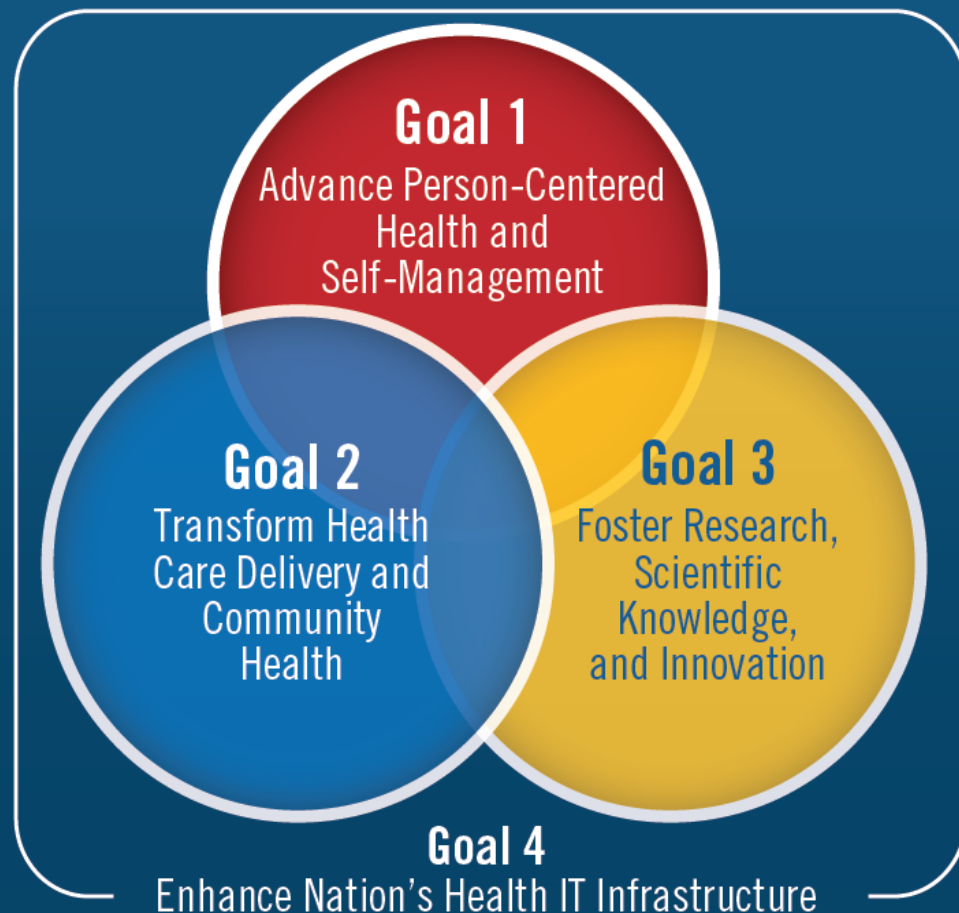 Goal 1
Advance Person-Centered
Health and
Self-Management
Goal 2
Transform Health
Care Delivery and
Community
Health
Goal 3
Foster Research,
Scientific
Knowledge,
and Innovation
Goal 4
Enhance Nation’s Health IT Infrastructure